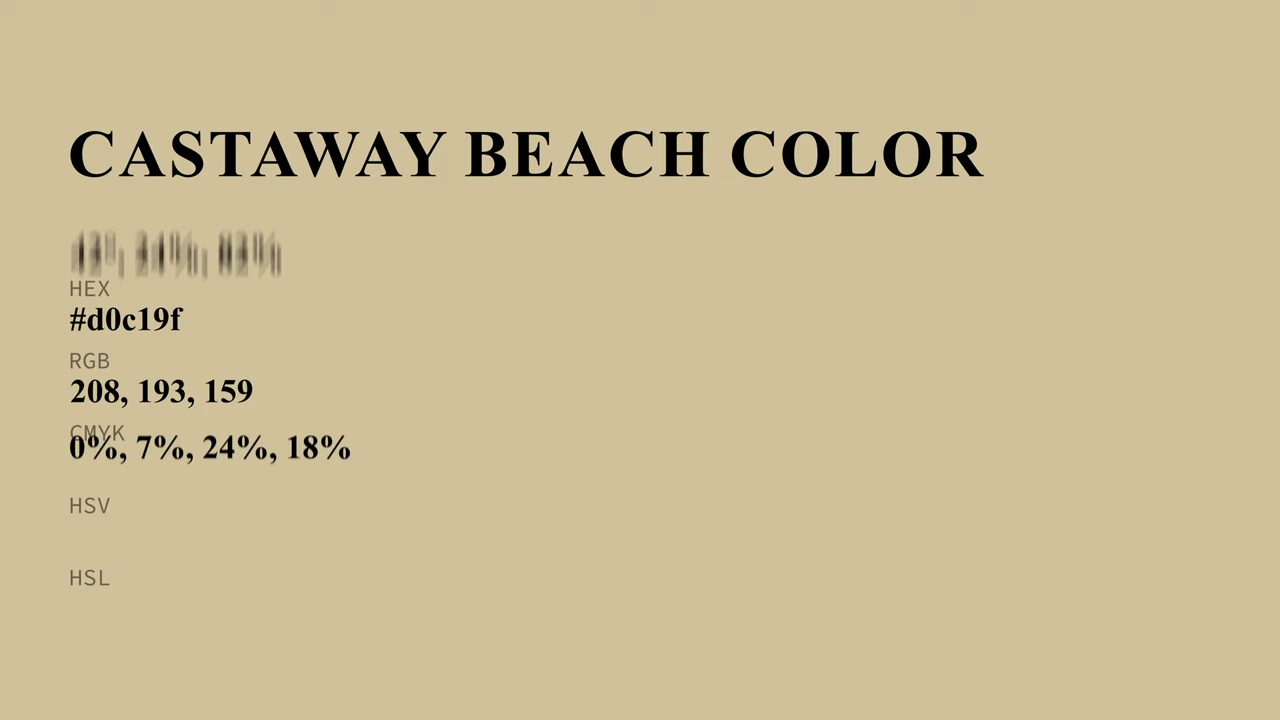 CASTAWAY BEACH COLOR
HEX
#d0c19f
RGB
208, 193, 159
CMYK
0%, 7%, 24%, 18%
HSV
HSL